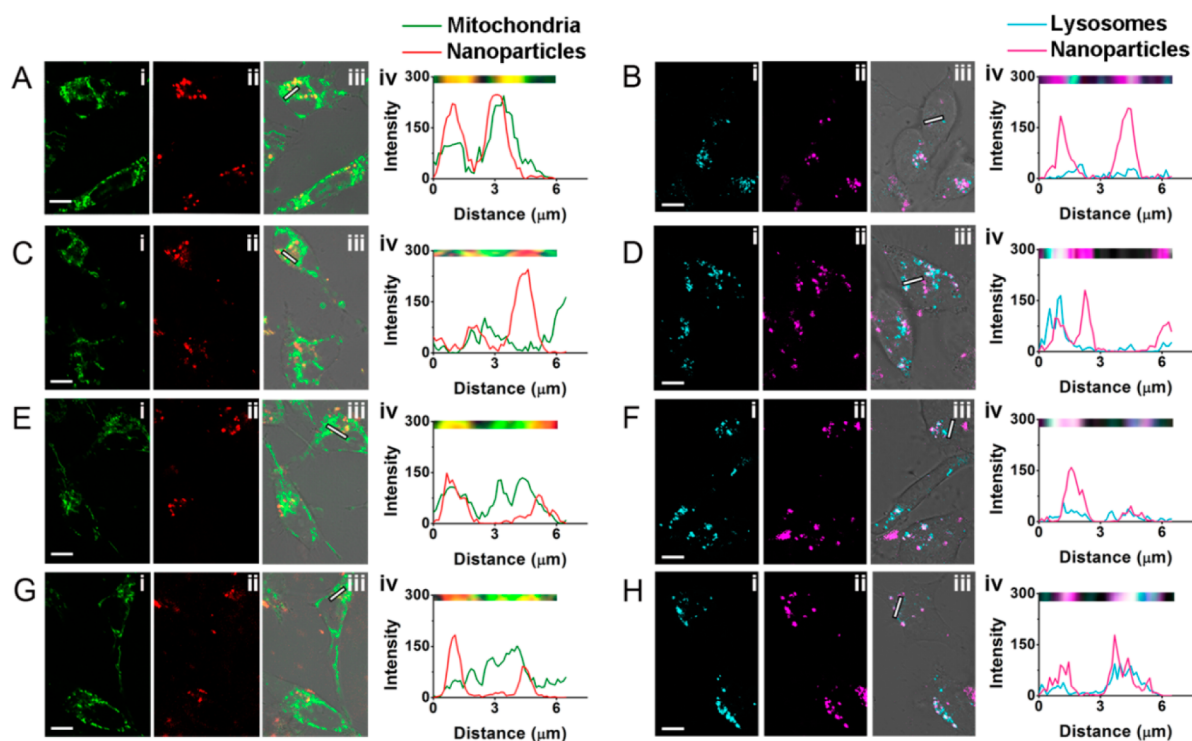 Mitochondria
Nanoparticles
Lysosomes
Nanoparticles
A i ii iii iv
300
150
0
Intensity
0 3 6
Distance (μm)
B i ii iii iv
300
150
0
Intensity
0 3 6
Distance (μm)
C i ii iii iv
300
150
0
Intensity
0 3 6
Distance (μm)
D i ii iii iv
300
150
0
Intensity
0 3 6
Distance (μm)
E i ii iii iv
300
150
0
Intensity
0 3 6
Distance (μm)
F i ii iii iv
300
150
0
Intensity
0 3 6
Distance (μm)
G i ii iii iv
300
150
0
Intensity
0 3 6
Distance (μm)
H i ii iii iv
300
150
0
Intensity
0 3 6
Distance (μm)